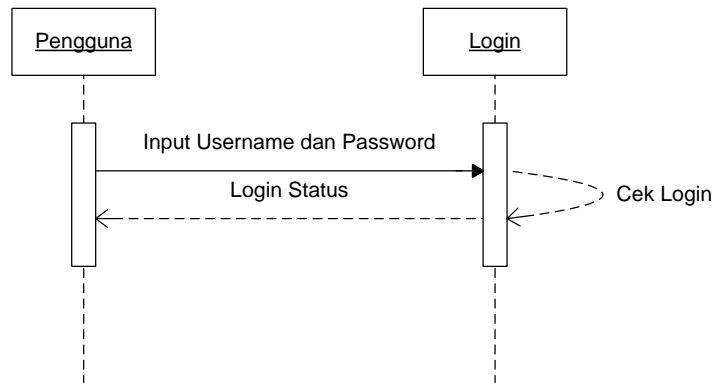 Pengguna
Login
Input Username dan Password
Login Status
Cek Login